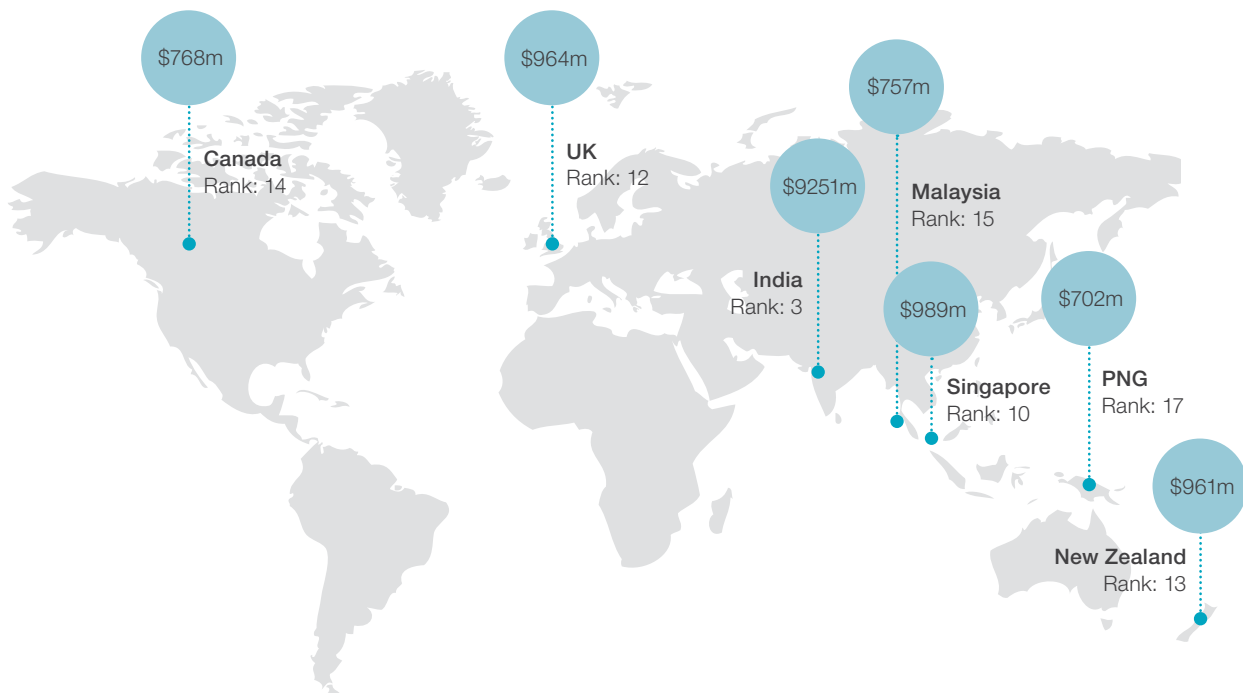 $768m
Canada
Rank: 14
$964m
UK
Rank: 12
$757m
Malaysia
Rank: 15
$9251m
India
Rank: 3
$989m
Singapore
Rank: 10
$702m
PNG
Rank: 17
$961m
New Zealand
Rank: 13